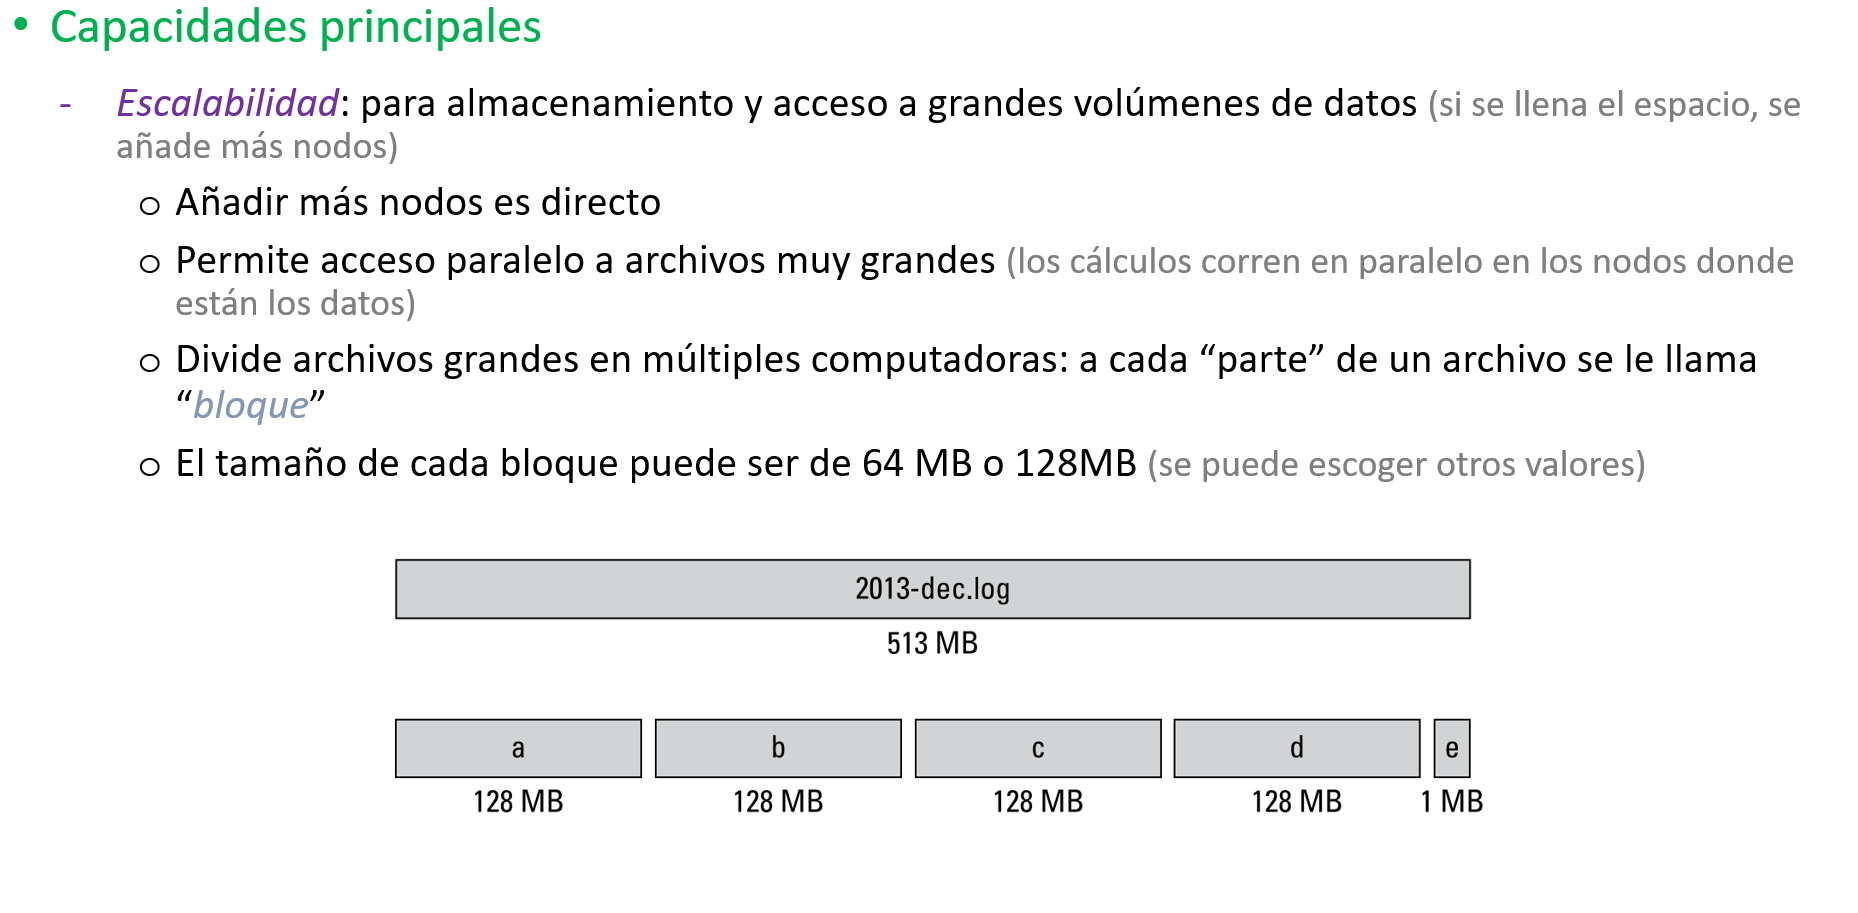 • Capacidades principales
- Escalabilidad: para almacenamiento y acceso a grandes volúmenes de datos (si se llena el espacio, se
añade más nodos)
o Añadir más nodos es directo
o Permite acceso paralelo a archivos muy grandes (los cálculos corren en paralelo en los nodos donde
están los datos)
o Divide archivos grandes en múltiples computadoras: a cada “parte” de un archivo se le llama
“bloque”
o El tamaño de cada bloque puede ser de 64 MB o 128MB (se puede escoger otros valores)
2013-dec.log
513 MB
a b c d e
128 MB 128 MB 128 MB 128 MB 1 MB